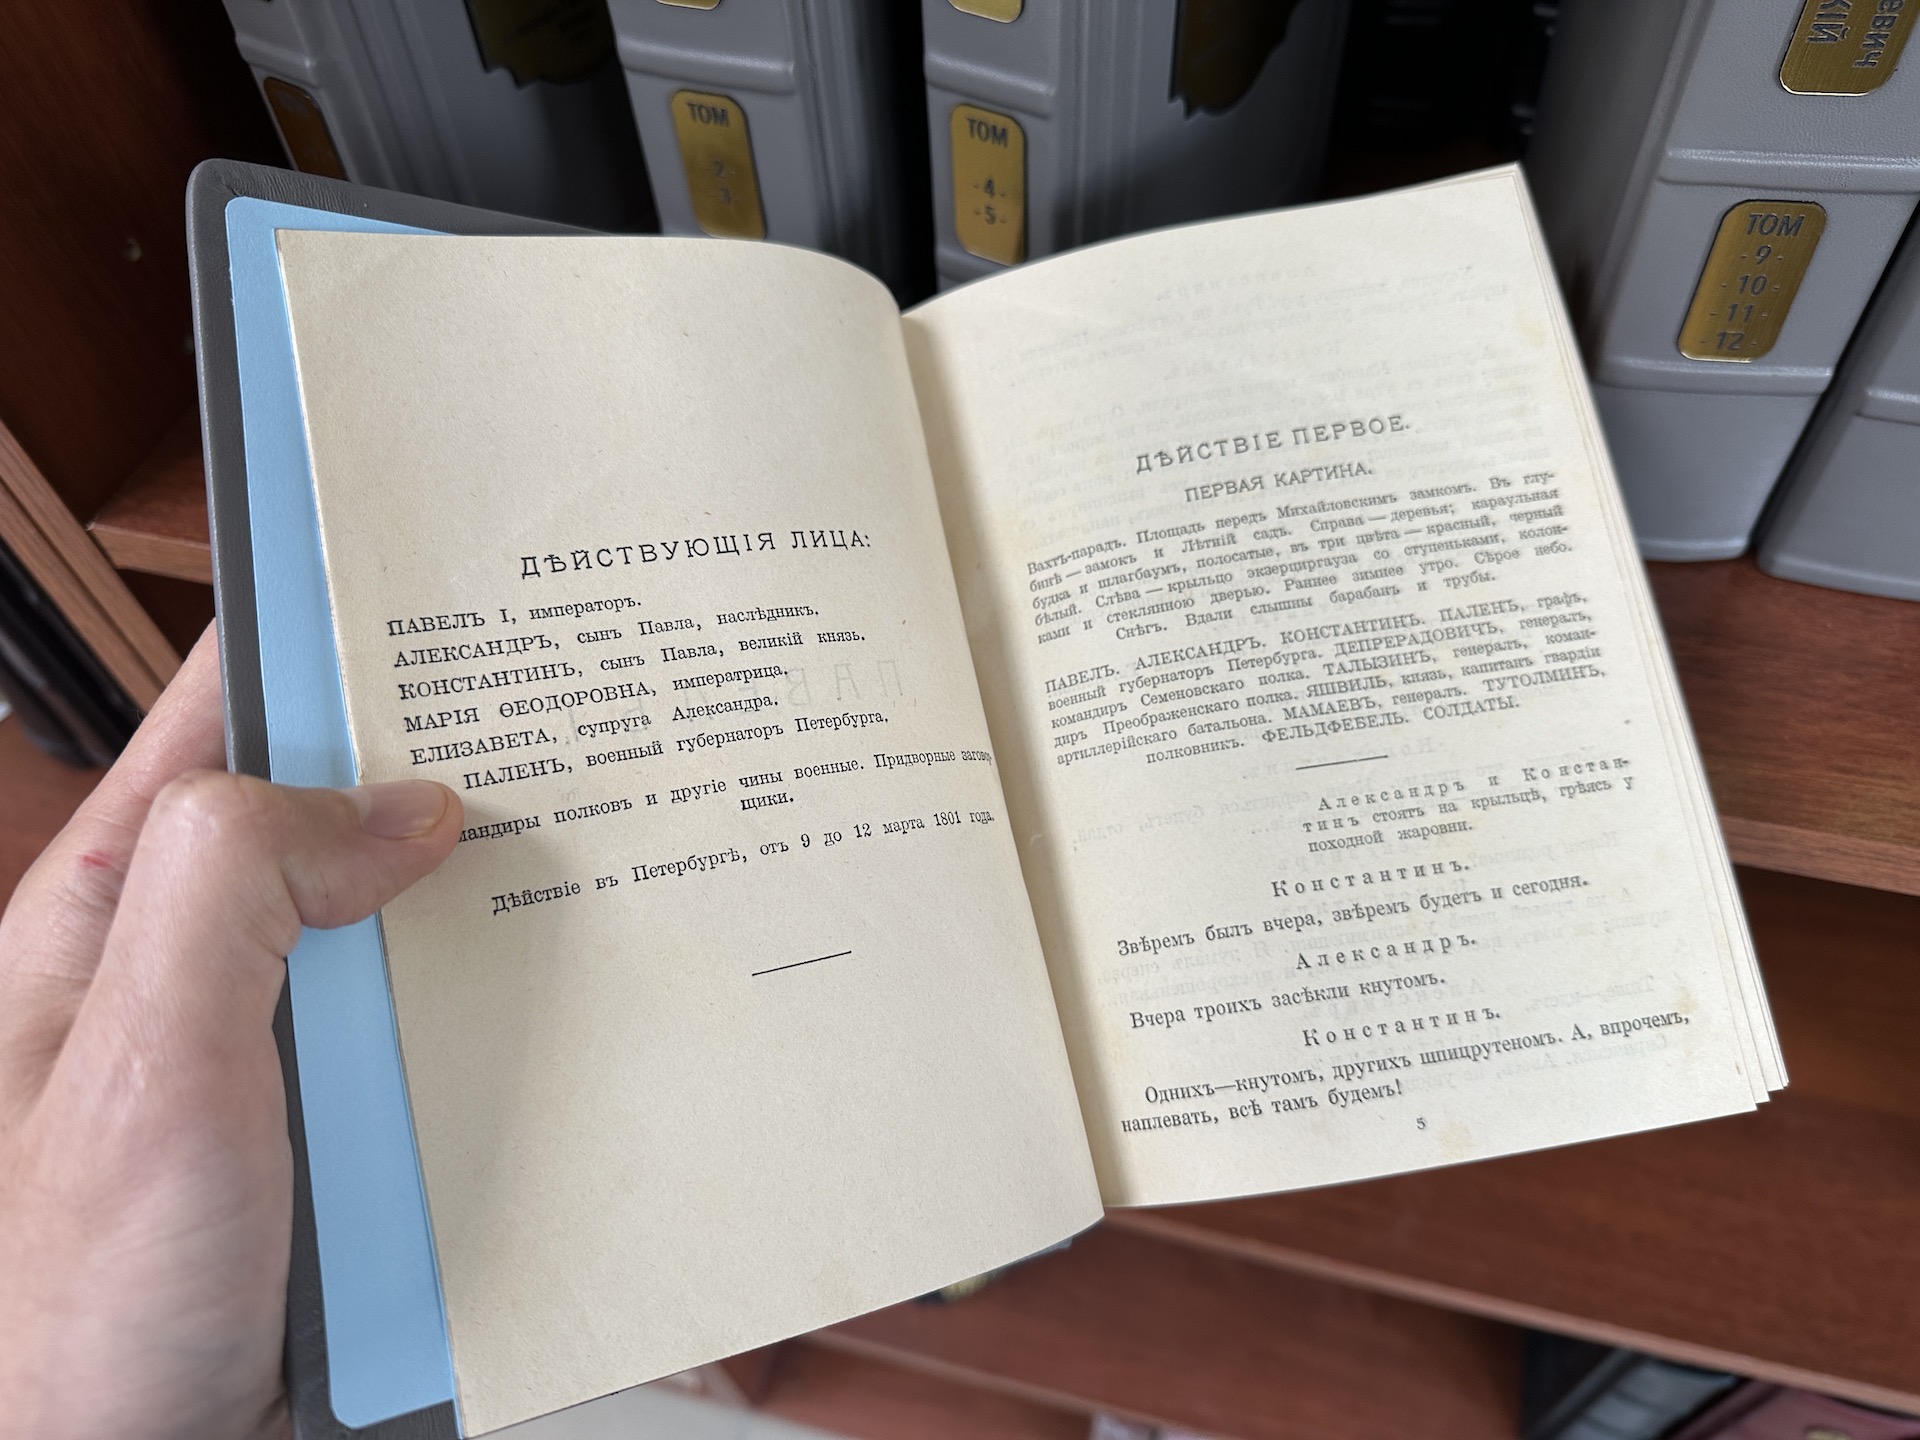 ТОМ
-2-
-3-
ТОМ
-4-
-5-
ТОМ
-9-
-10-
-11-
-12-
ДѢЙСТВУЮЩІЯ ЛИЦА:
ПАВЕЛЪ I, императоръ.
АЛЕКСАНДРЪ, сынъ Павла, наслѣдникъ.
КОНСТАНТИНЪ, сынъ Павла, великій князь.
МАРІЯ ѲЕОДОРОВНА, императрица.
ЕЛИЗАВЕТА, супруга Александра.
ПАЛЕНЪ, военный губернаторъ Петербурга.
мандиры полковъ и другіе чины военные. Придворные загово-
щики.
Дѣйствіе въ Петербургѣ, отъ 9 до 12 марта 1801 года.
ДѢЙСТВІЕ ПЕРВОЕ.
ПЕРВАЯ КАРТИНА.
Вахтъ-парадъ. Площадь передъ Михайловскимъ замкомъ. Въ глу-
бинѣ — замокъ и Лѣтній садъ. Справа — деревья; караульная
будка и шлагбаумъ, полосатые, въ три цвѣта — красный, черный
бѣлый. Слѣва — крыльцо экзерциргауза со ступеньками, колон-
ками и стеклянною дверью. Раннее зимнее утро. Сѣрое небо.
Снѣгъ. Вдали слышны барабанъ и трубы.
ПАВЕЛЪ. АЛЕКСАНДРЪ. КОНСТАНТИНЪ. ПАЛЕНЪ, графъ,
военный губернаторъ Петербурга. ДЕПРЕРАДОВИЧЪ, генералъ,
командиръ Семеновскаго полка. ТАЛЫЗИНЪ, генералъ, коман-
диръ Преображенскаго полка. ЯШВИЛЬ, князь, капитанъ гвардіи
артиллерійскаго батальона. МАМАЕВЪ, генералъ. ТУТОЛМИНЪ,
полковникъ. ФЕЛЬДФЕБЕЛЬ. СОЛДАТЫ.
Александръ и Констан-
тинъ стоятъ на крыльцѣ, грѣясь у
походной жаровни.
Константинъ.
Звѣремъ былъ вчера, звѣремъ будетъ и сегодня.
Александръ.
Вчера троихъ засѣкли кнутомъ.
Константинъ.
Однихъ—кнутомъ, другихъ шпицрутеномъ. А, впрочемъ,
наплевать, всѣ тамъ будемъ!
5